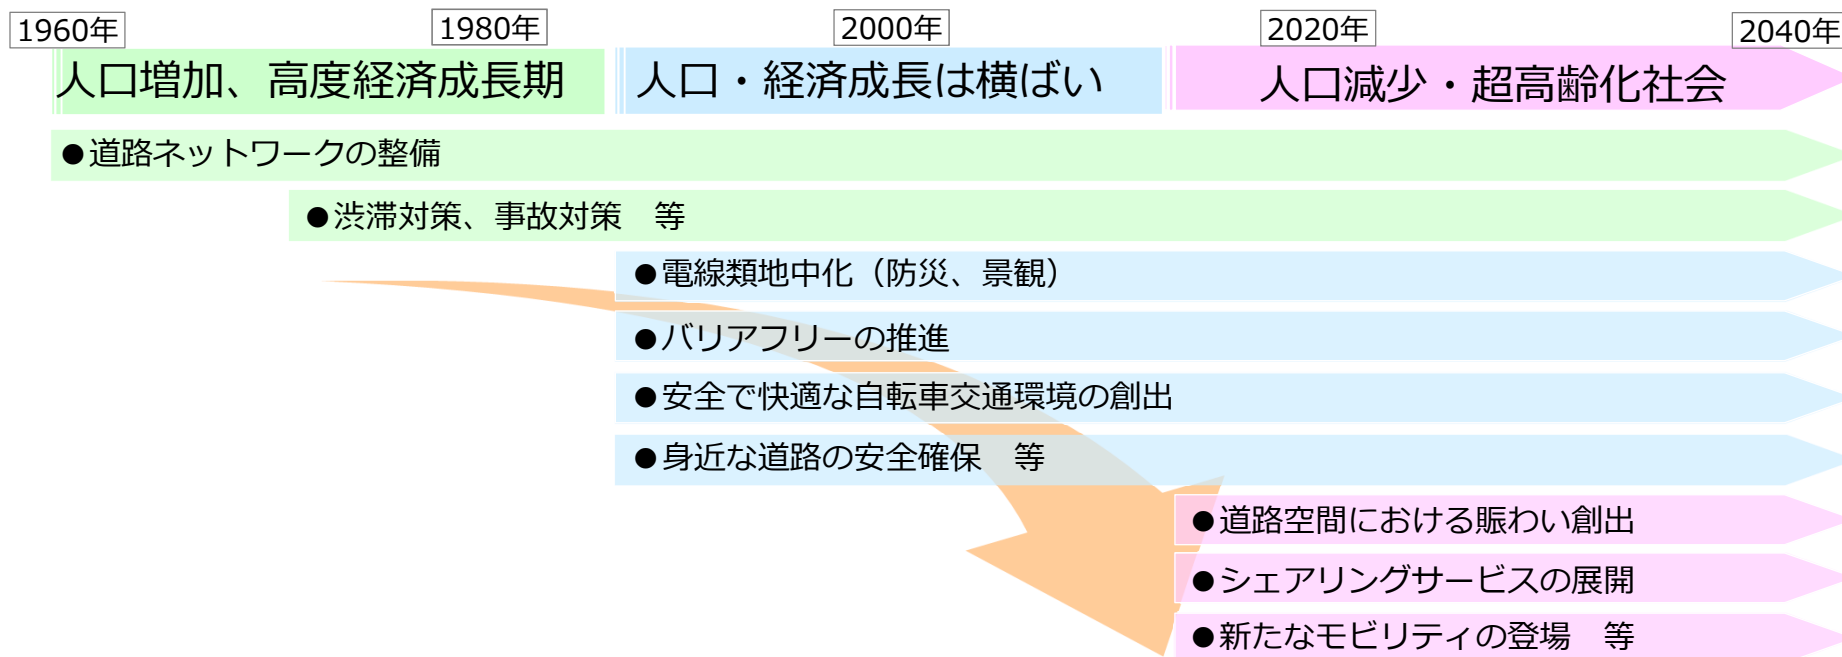 1960年
1980年
2000年
2020年
2040年
人口増加、高度経済成長期
人口・経済成長は横ばい
人口減少・超高齢化社会
●道路ネットワークの整備
●渋滞対策、事故対策　等
●電線類地中化（防災、景観）
●バリアフリーの推進
●安全で快適な自転車交通環境の創出
●身近な道路の安全確保　等
●道路空間における賑わい創出
●シェアリングサービスの展開
●新たなモビリティの登場　等